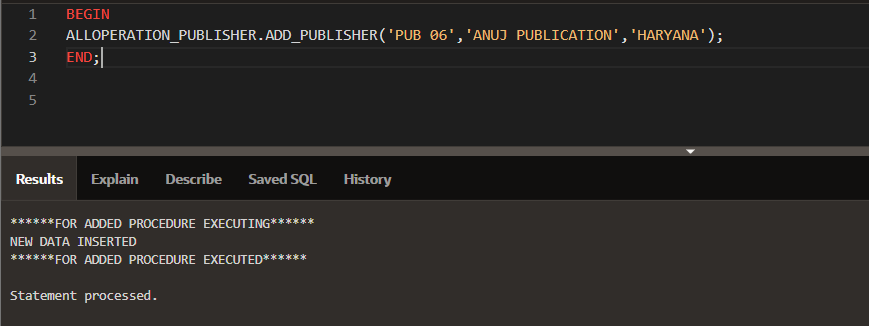 1 BEGIN
2 ALLOPERATION_PUBLISHER.ADD_PUBLISHER('PUB 06','ANUJ PUBLICATION','HARYANA');
3 END;
4
5
Results Explain Describe Saved SQL History
******FOR ADDED PROCEDURE EXECUTING******
NEW DATA INSERTED
******FOR ADDED PROCEDURE EXECUTED******
Statement processed.